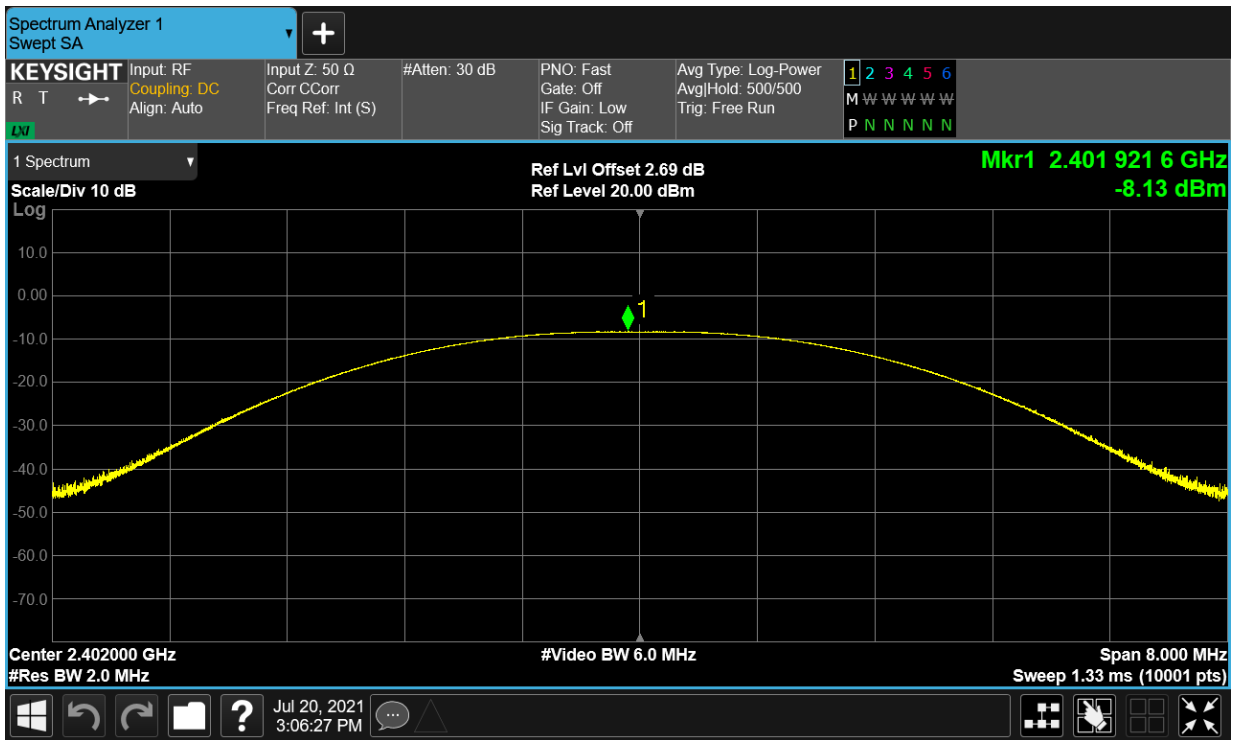 Spectrum Analyzer 1
Swept SA
KEYSIGHT
R T
LXI
Input: RF
Coupling: DC
Align: Auto
Input Z: 50 Ω
Corr CCorr
Freq Ref: Int (S)
#Atten: 30 dB
PNO: Fast
Gate: Off
IF Gain: Low
Sig Track: Off
Avg Type: Log-Power
Avg|Hold: 500/500
Trig: Free Run
1 2 3 4 5 6
M W W W W W
P N N N N N
1 Spectrum
Scale/Div 10 dB
Ref Lvl Offset 2.69 dB
Ref Level 20.00 dBm
Mkr1 2.401 921 6 GHz
-8.13 dBm
Log
10.0
0.00
-10.0
-20.0
-30.0
-40.0
-50.0
-60.0
-70.0
1
Center 2.402000 GHz
#Res BW 2.0 MHz
#Video BW 6.0 MHz
Span 8.000 MHz
Sweep 1.33 ms (10001 pts)
?
Jul 20, 2021
3:06:27 PM